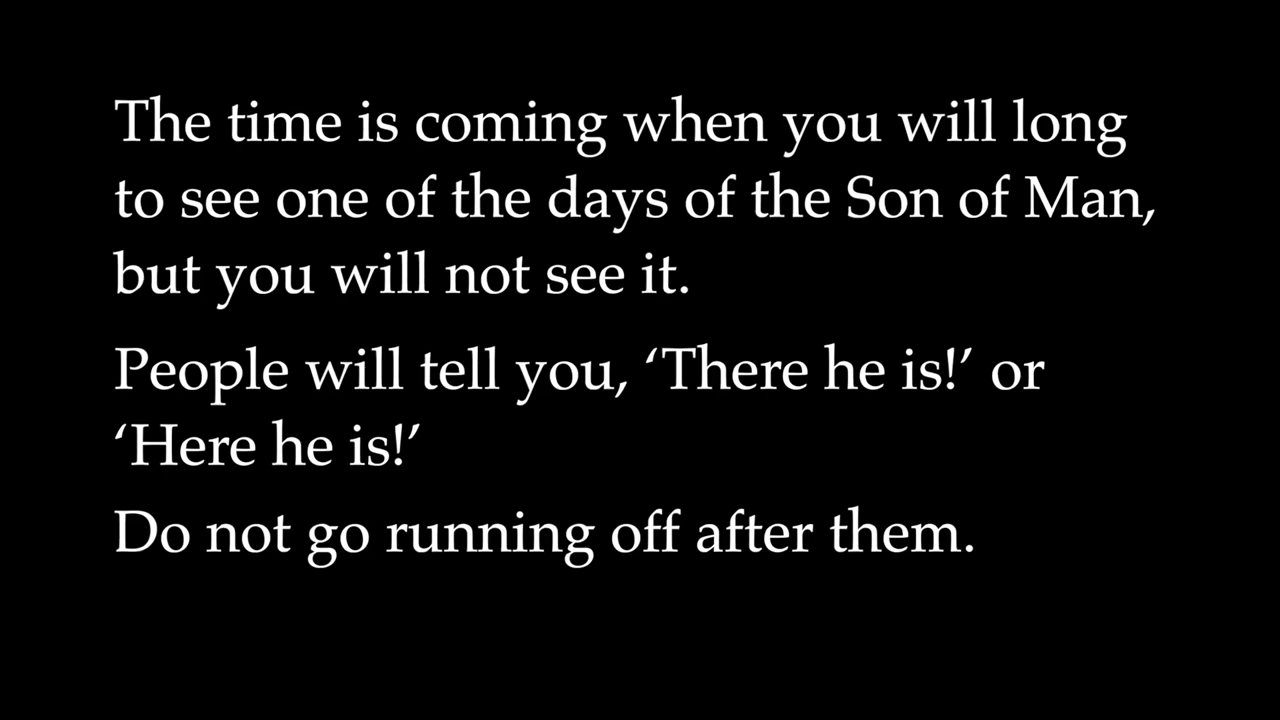 The time is coming when you will long
to see one of the days of the Son of Man,
but you will not see it.
People will tell you, ‘There he is!’ or
‘Here he is!’
Do not go running off after them.